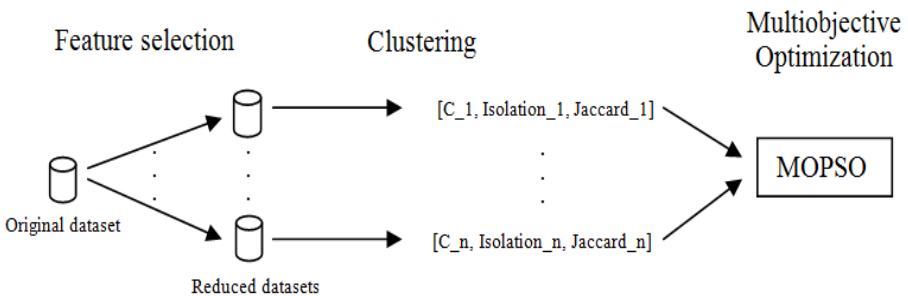 Feature selection
Clustering
Multiobjective
Optimization
[C_1, Isolation_1, Jaccard_1]
MOPSO
Original dataset
[C_n, Isolation_n, Jaccard_n]
Reduced datasets